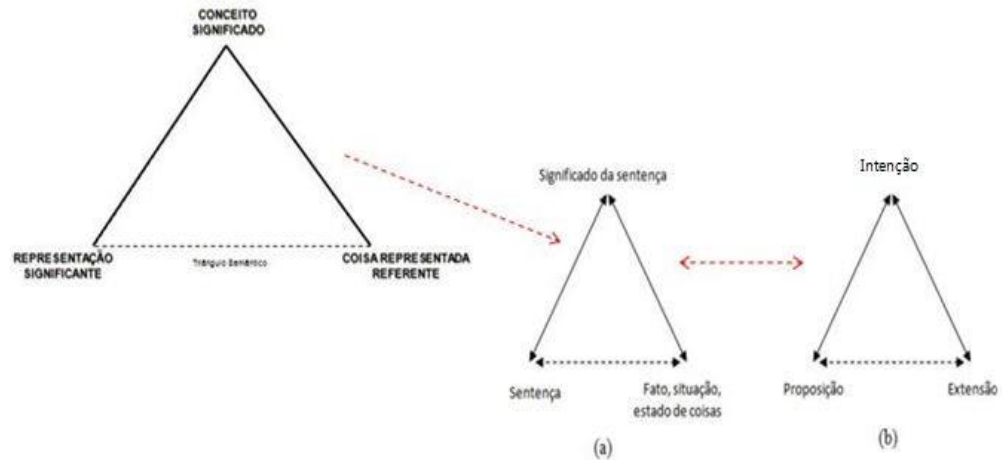 CONCEITO
SIGNIFICADO
REPRESENTAÇÃO
SIGNIFICANTE
Triângulo Semântico
COISA REPRESENTADA
REFERENTE
Significado da sentença
Sentença
Fato, situação,
estado de coisas
(a)
Intenção
Proposição
Extensão
(b)